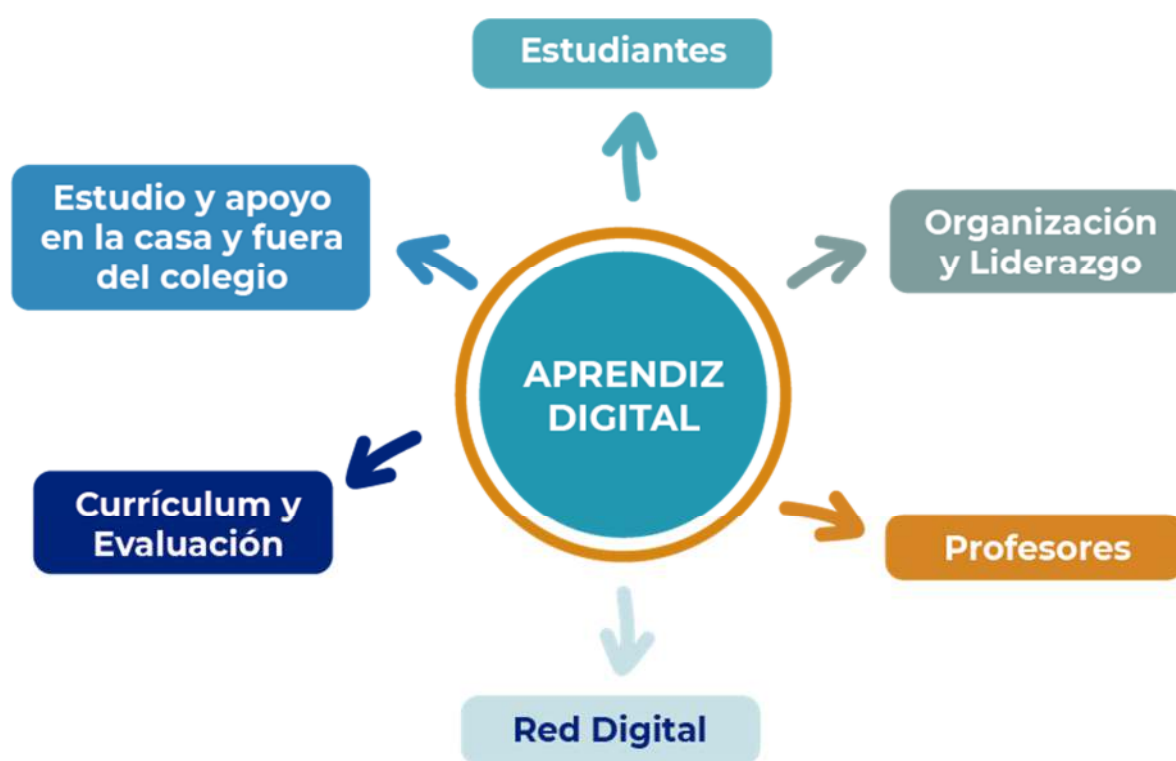 Estudiantes
Estudio y apoyo
en la casa y fuera
del colegio
Organización
y Liderazgo
APRENDIZ
DIGITAL
Currículum y
Evaluación
Profesores
Red Digital